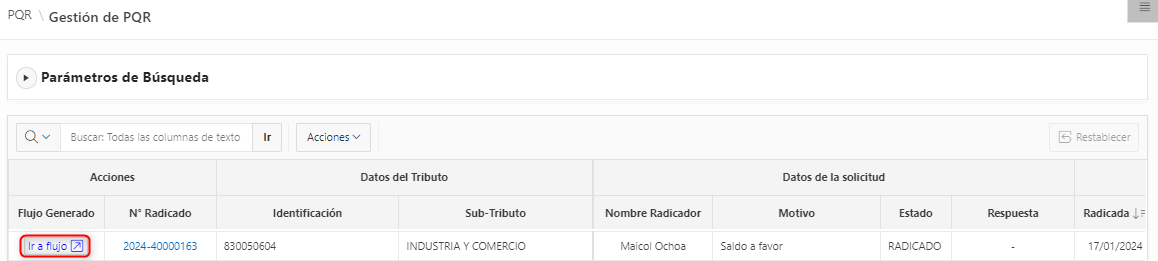 PQR \ Gestión de PQR
Parámetros de Búsqueda
Buscar: Todas las columnas de texto Ir Acciones Restablecer
Acciones Datos del Tributo Datos de la solicitud
Flujo Generado N° Radicado Identificación Sub-Tributo Nombre Radicador Motivo Estado Respuesta Radicada
Ir a flujo 2024-40000163 830050604 INDUSTRIA Y COMERCIO Maicol Ochoa Saldo a favor RADICADO - 17/01/2024